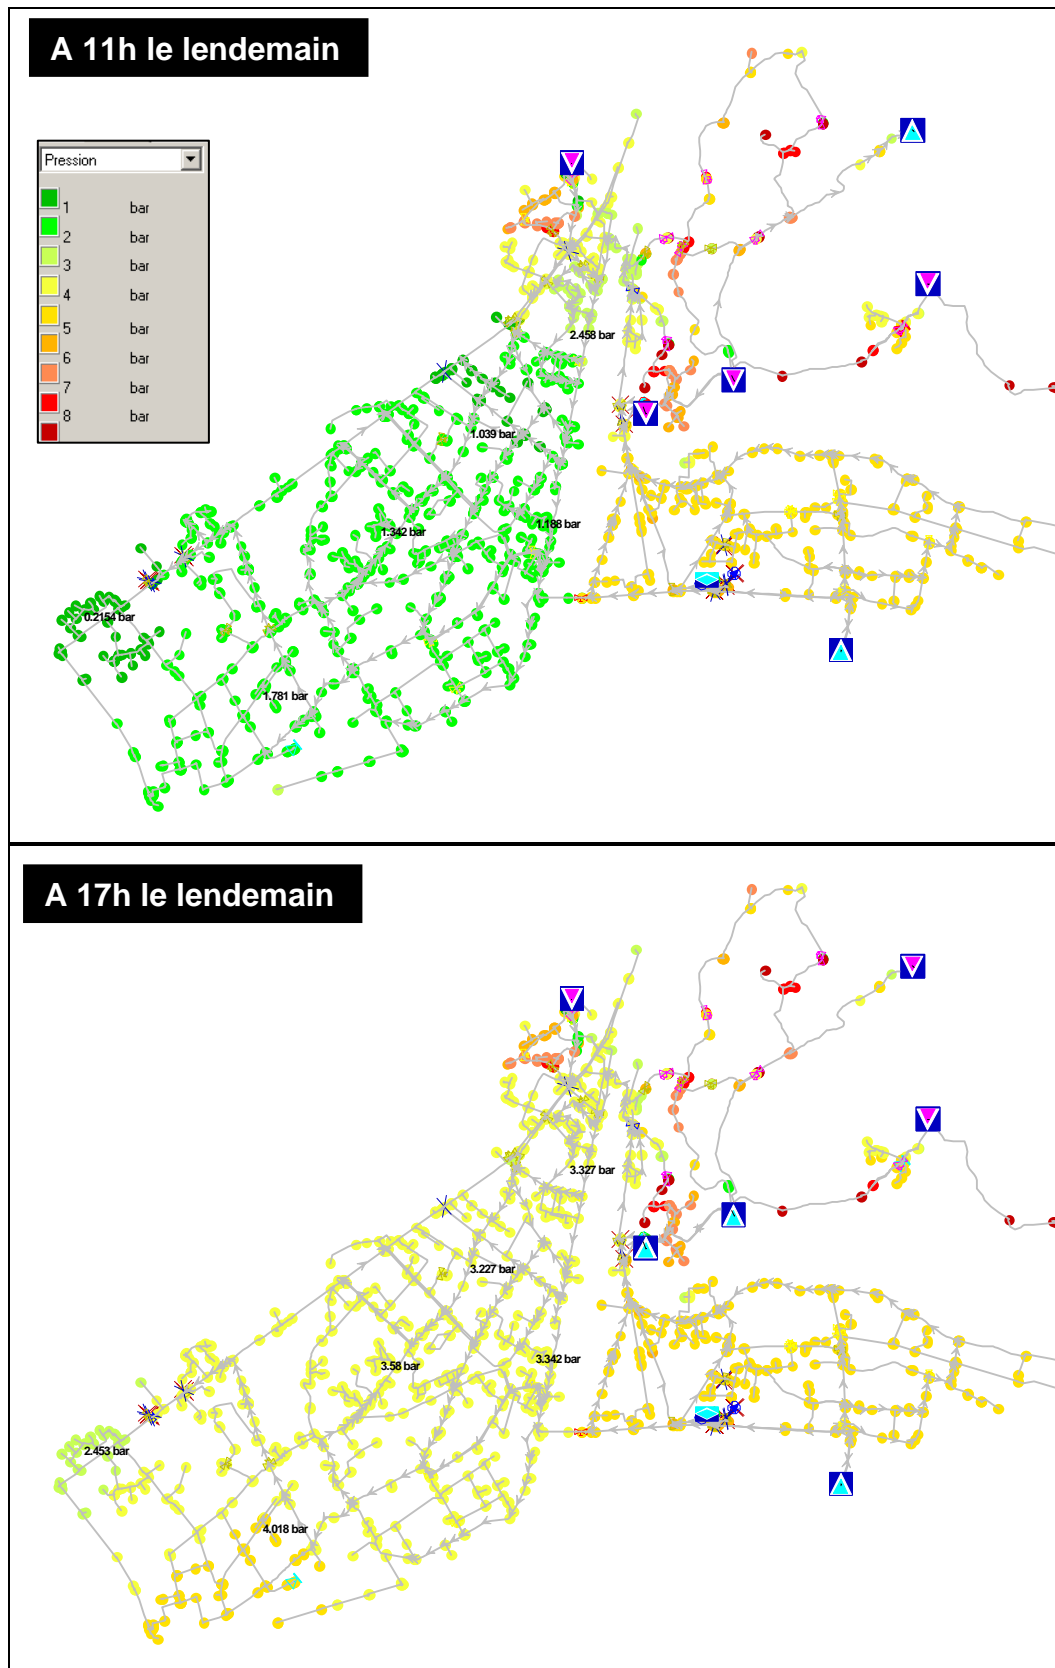 A 11h le lendemain
Pression
1 bar
2 bar
3 bar
4 bar
5 bar
6 bar
7 bar
8 bar
2.458 bar
1.039 bar
1.188 bar
1.342 bar
0.2154 bar
1.781 bar
A 17h le lendemain
3.327 bar
3.227 bar
3.342 bar
3.58 bar
2.453 bar
4.018 bar